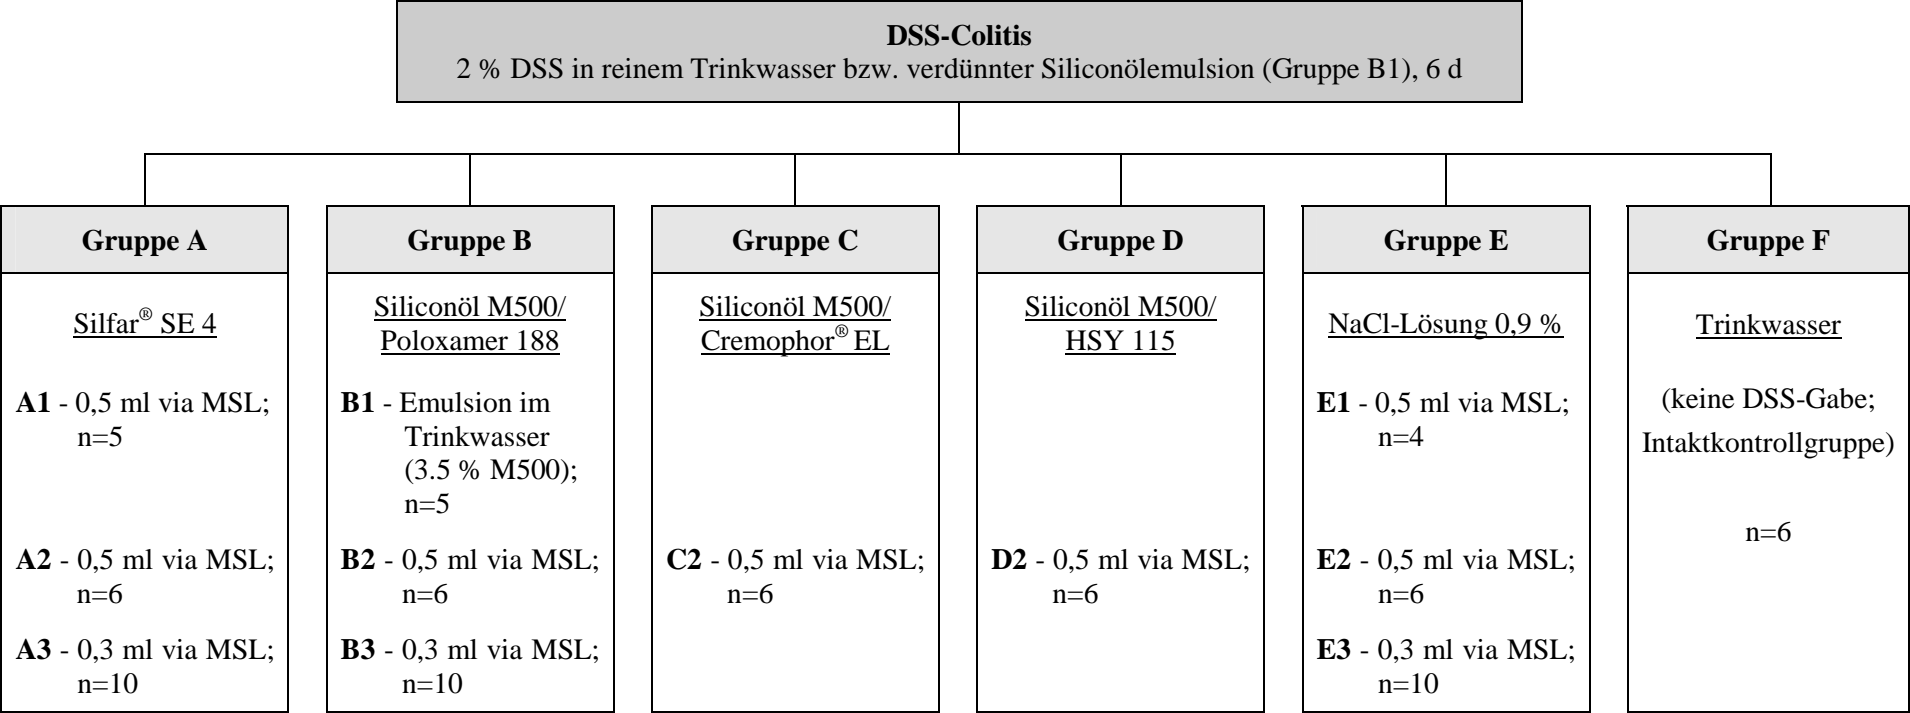 DSS-Colitis
2 % DSS in reinem Trinkwasser bzw. verdünnter Siliconölemulsion (Gruppe B1), 6 d
Gruppe A
Silfar® SE 4
A1 - 0,5 ml via MSL;
n=5
A2 - 0,5 ml via MSL;
n=6
A3 - 0,3 ml via MSL;
n=10
Gruppe B
Siliconöl M500/
Poloxamer 188
B1 - Emulsion im
Trinkwasser
(3.5 % M500);
n=5
B2 - 0,5 ml via MSL;
n=6
B3 - 0,3 ml via MSL;
n=10
Gruppe C
Siliconöl M500/
Cremophor® EL
C2 - 0,5 ml via MSL;
n=6
Gruppe D
Siliconöl M500/
HSY 115
D2 - 0,5 ml via MSL;
n=6
Gruppe E
NaCl-Lösung 0,9 %
E1 - 0,5 ml via MSL;
n=4
E2 - 0,5 ml via MSL;
n=6
E3 - 0,3 ml via MSL;
n=10
Gruppe F
Trinkwasser
(keine DSS-Gabe;
Intaktkontrollgruppe)
n=6